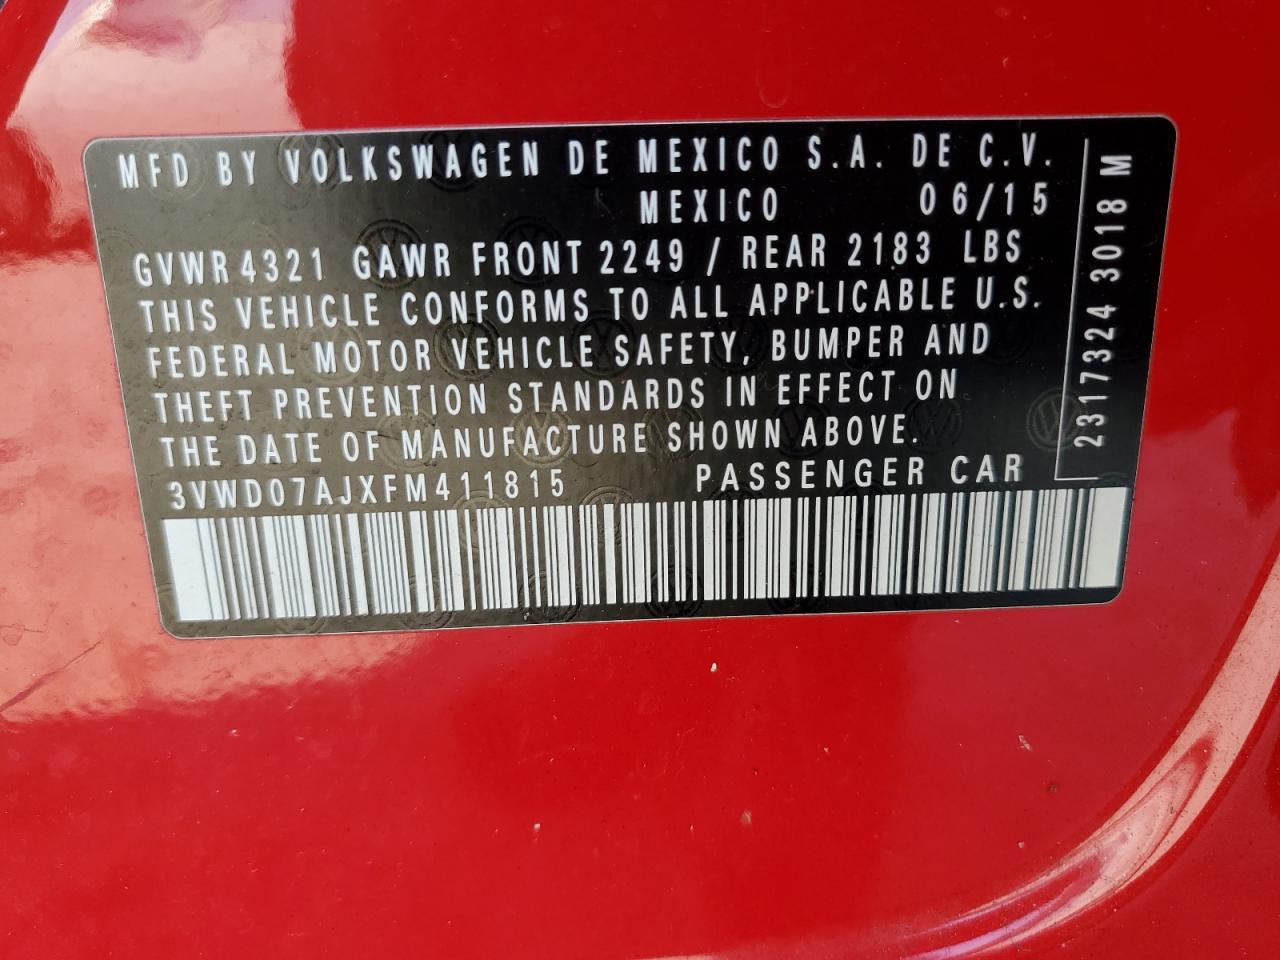 MFD BY VOLKSWAGEN DE MEXICO S.A. DE C.V.
MEXICO 06/15
GVWR 4321 GAWR FRONT 2249 / REAR 2183 LBS
THIS VEHICLE CONFORMS TO ALL APPLICABLE U.S.
FEDERAL MOTOR VEHICLE SAFETY, BUMPER AND
THEFT PREVENTION STANDARDS IN EFFECT ON
THE DATE OF MANUFACTURE SHOWN ABOVE.
3VWD07AJXFM411815 PASSENGER CAR
2317324 3018 M